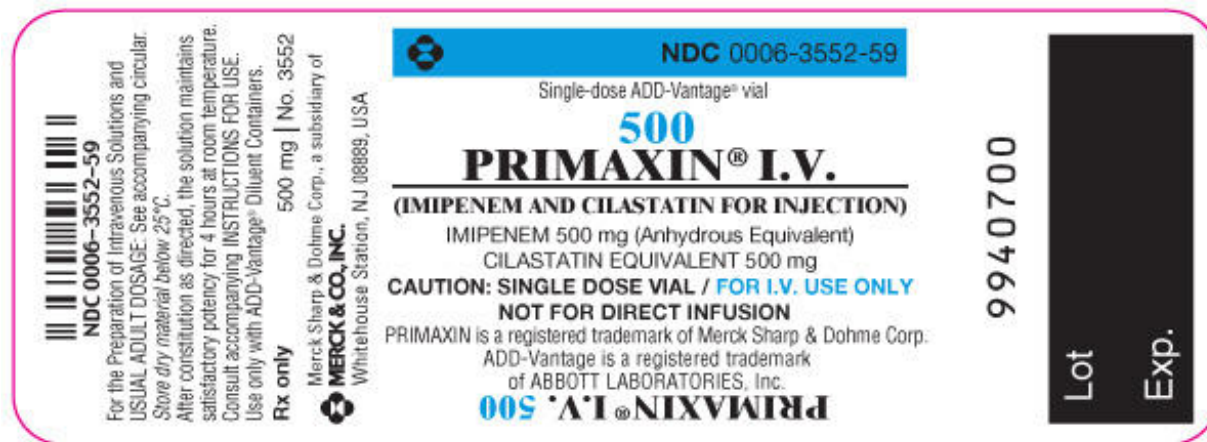 NDC 0006-3552-59
For the Preparation of Intravenous Solutions and
USUAL ADULT DOSAGE: See accompanying circular.
Store dry material below 25°C.
After constitution as directed, the solution maintains
satisfactory potency for 4 hours at room temperature.
Consult accompanying INSTRUCTIONS FOR USE.
Use only with ADD-Vantage® Diluent Containers.
Rx only 500 mg | No. 3552
Merck Sharp & Dohme Corp., a subsidiary of
MERCK & CO., INC.
Whitehouse Station, NJ 08889, USA
NDC 0006-3552-59
Single-dose ADD-Vantage® vial
500
PRIMAXIN® I.V.
(IMIPENEM AND CILASTATIN FOR INJECTION)
IMIPENEM 500 mg (Anhydrous Equivalent)
CILASTATIN EQUIVALENT 500 mg
CAUTION: SINGLE DOSE VIAL / FOR I.V. USE ONLY
NOT FOR DIRECT INFUSION
PRIMAXIN is a registered trademark of Merck Sharp & Dohme Corp.
ADD-Vantage is a registered trademark
of ABBOTT LABORATORIES, Inc.
PRIMAXIN® I.V. 500
9940700
Lot
Exp.